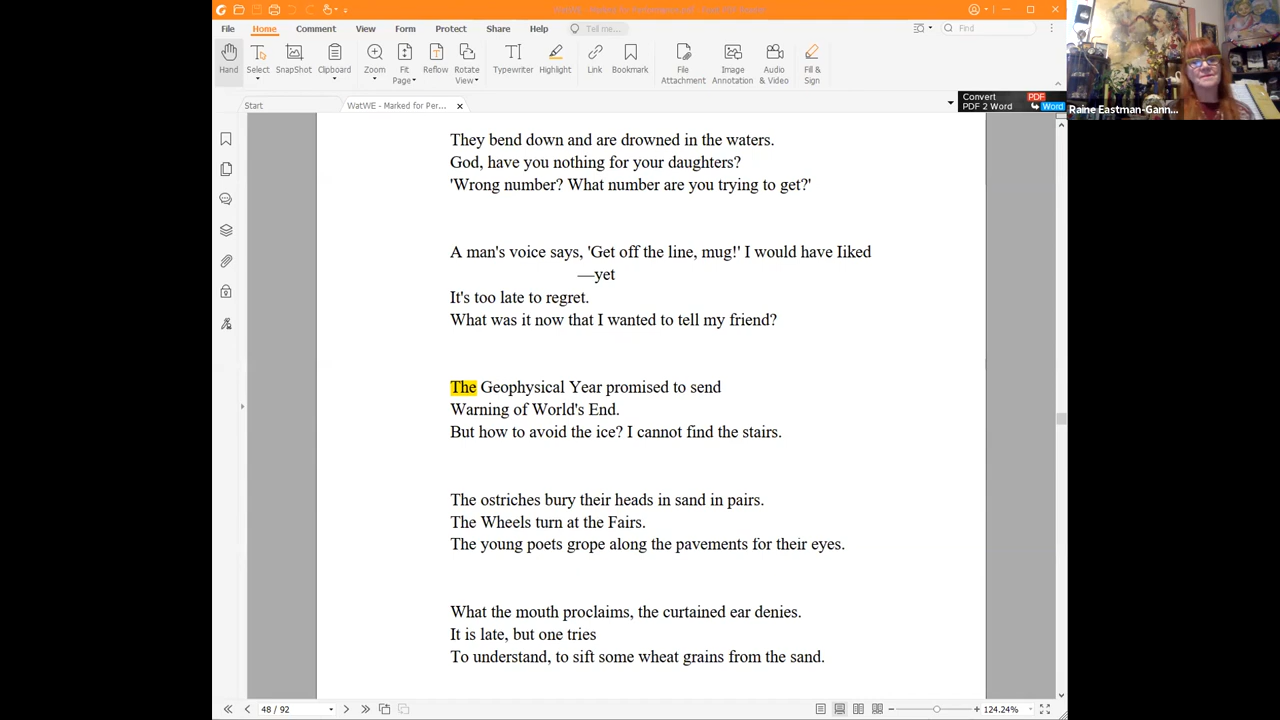 File Home Comment View Form Protect Share Help Tell me... Find
Hand Select SnapShot Clipboard Zoom Fit Page Reflow Rotate View Typewriter Highlight Link Bookmark File Attachment Image Annotation Audio & Video Fill & Sign
Start WatWE - Marked for Per...
Convert PDF
PDF 2 Word Word
Raine Eastman-Gann...
They bend down and are drowned in the waters.
God, have you nothing for your daughters?
'Wrong number? What number are you trying to get?'
A man's voice says, 'Get off the line, mug!' I would have Iiked
—yet
It's too late to regret.
What was it now that I wanted to tell my friend?
The Geophysical Year promised to send
Warning of World's End.
But how to avoid the ice? I cannot find the stairs.
The ostriches bury their heads in sand in pairs.
The Wheels turn at the Fairs.
The young poets grope along the pavements for their eyes.
What the mouth proclaims, the curtained ear denies.
It is late, but one tries
To understand, to sift some wheat grains from the sand.
48 / 92 124.24%